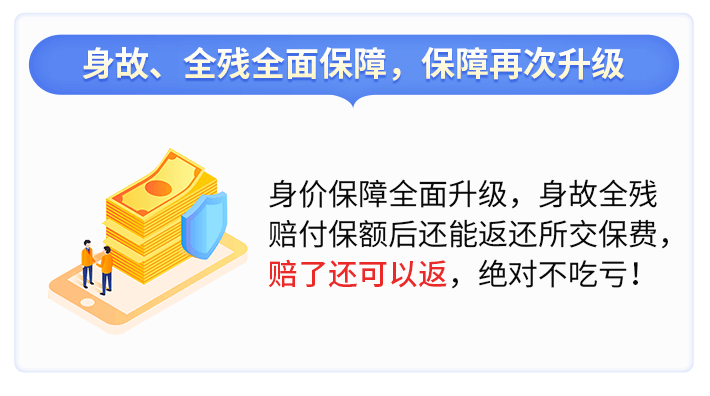 身故、全残全面保障，保障再次升级
身价保障全面升级，身故全残
赔付保额后还能返还所交保费，
赔了还可以返，绝对不吃亏！